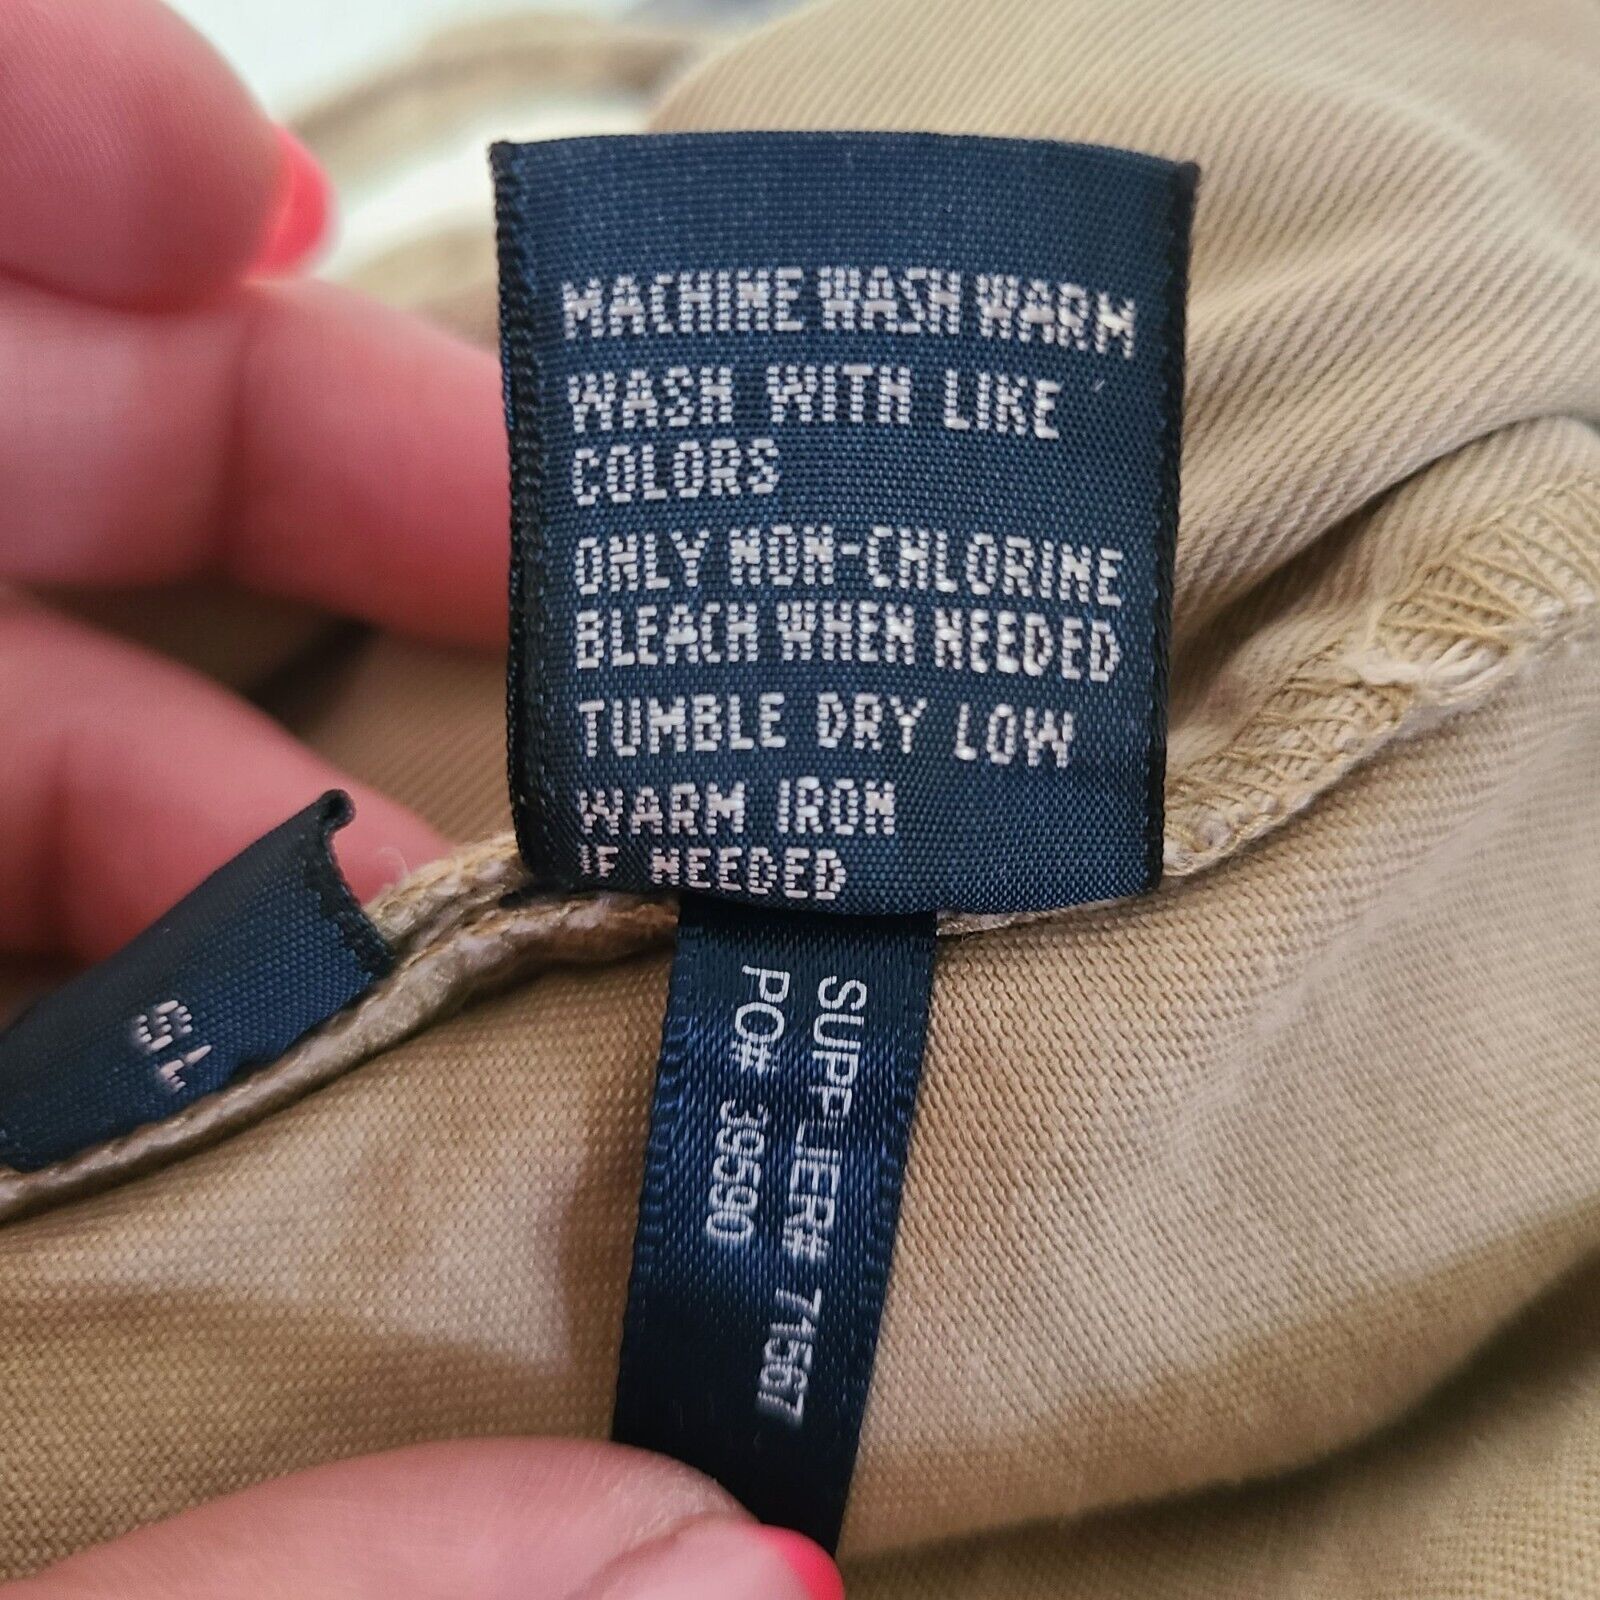 MACHINE WASH WARM
WASH WITH LIKE
COLORS
ONLY NON-CHLORINE
BLEACH WHEN NEEDED
TUMBLE DRY LOW
WARM IRON
IF NEEDED
SUPPLIER# 71567
PO# 39590